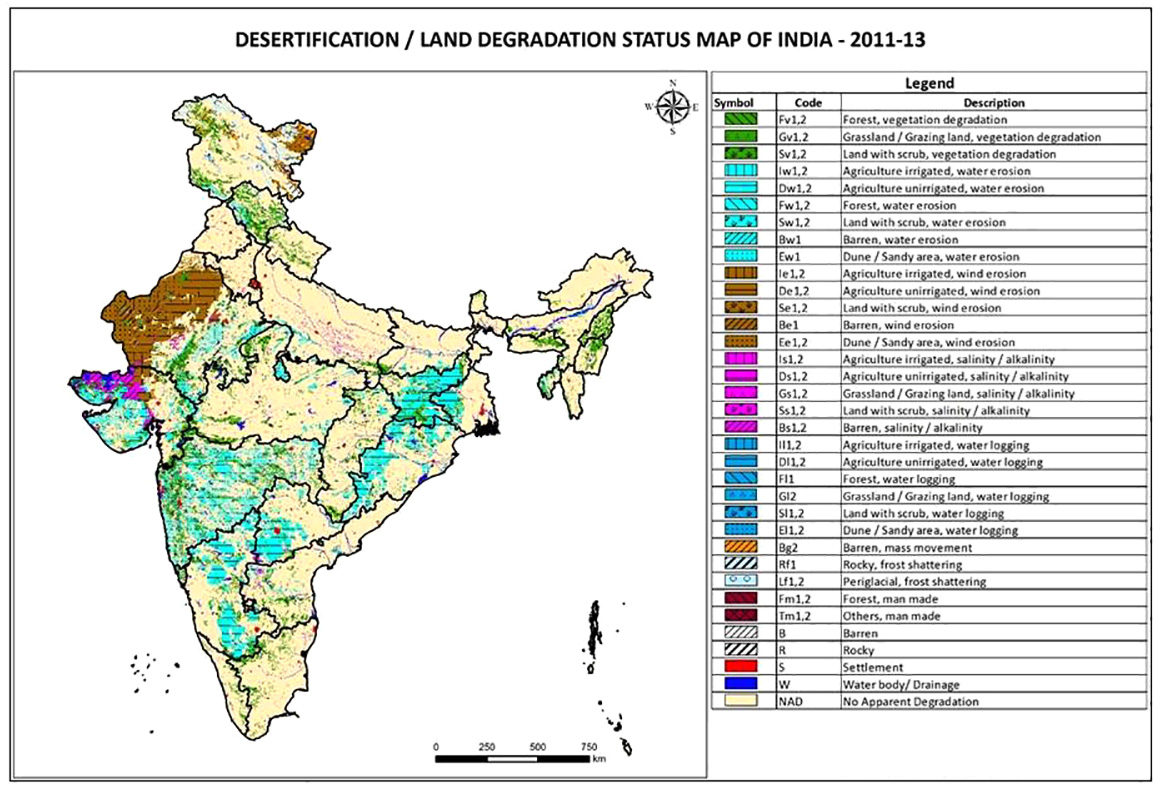 DESERTIFICATION / LAND DEGRADATION STATUS MAP OF INDIA - 2011-13
N
W E
S
0 250 500 750
km
Legend
Symbol Code Description
Fv1,2 Forest, vegetation degradation
Gv1,2 Grassland / Grazing land, vegetation degradation
Sv1,2 Land with scrub, vegetation degradation
Iw1,2 Agriculture irrigated, water erosion
Dw1,2 Agriculture unirrigated, water erosion
Fw1,2 Forest, water erosion
Sw1,2 Land with scrub, water erosion
Bw1 Barren, water erosion
Ew1 Dune / Sandy area, water erosion
Ie1,2 Agriculture irrigated, wind erosion
De1,2 Agriculture unirrigated, wind erosion
Se1,2 Land with scrub, wind erosion
Be1 Barren, wind erosion
Ee1,2 Dune / Sandy area, wind erosion
Is1,2 Agriculture irrigated, salinity / alkalinity
Ds1,2 Agriculture unirrigated, salinity / alkalinity
Gs1,2 Grassland / Grazing land, salinity / alkalinity
Ss1,2 Land with scrub, salinity / alkalinity
Bs1,2 Barren, salinity / alkalinity
Il1,2 Agriculture irrigated, water logging
Dl1,2 Agriculture unirrigated, water logging
Fl1 Forest, water logging
Gl2 Grassland / Grazing land, water logging
Sl1,2 Land with scrub, water logging
El1,2 Dune / Sandy area, water logging
Bg2 Barren, mass movement
Rf1 Rocky, frost shattering
Lf1,2 Periglacial, frost shattering
Fm1,2 Forest, man made
Tm1,2 Others, man made
B Barren
R Rocky
S Settlement
W Water body/ Drainage
NAD No Apparent Degradation